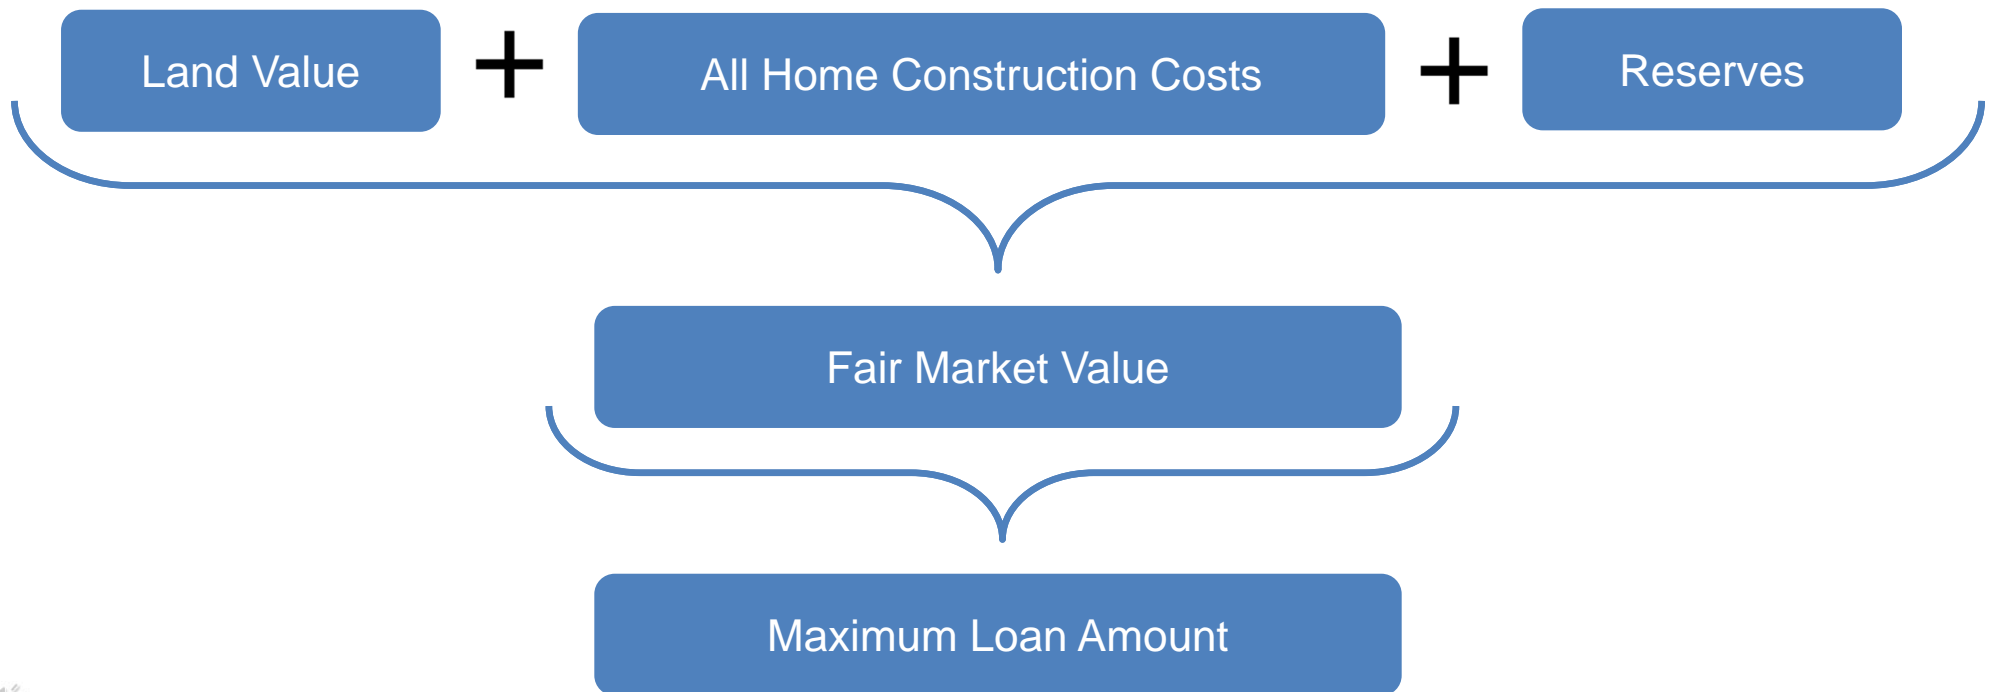 Land Value + All Home Construction Costs + Reserves
Fair Market Value
Maximum Loan Amount